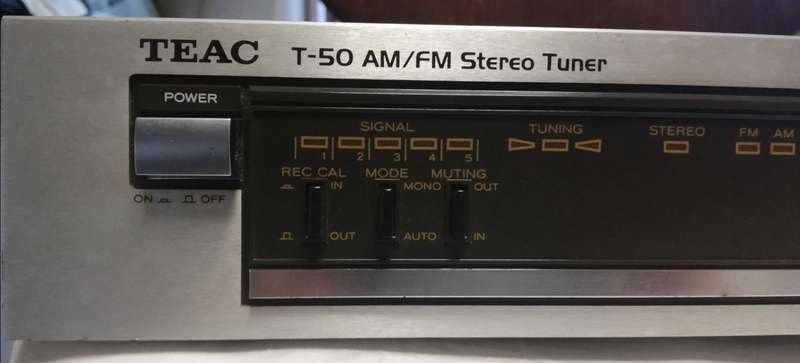 TEAC T-50 AM/FM Stereo Tuner
POWER
ON OFF
SIGNAL TUNING STEREO FM AM
1 2 3 4 5
REC CAL MODE MUTING
IN MONO OUT
OUT AUTO IN